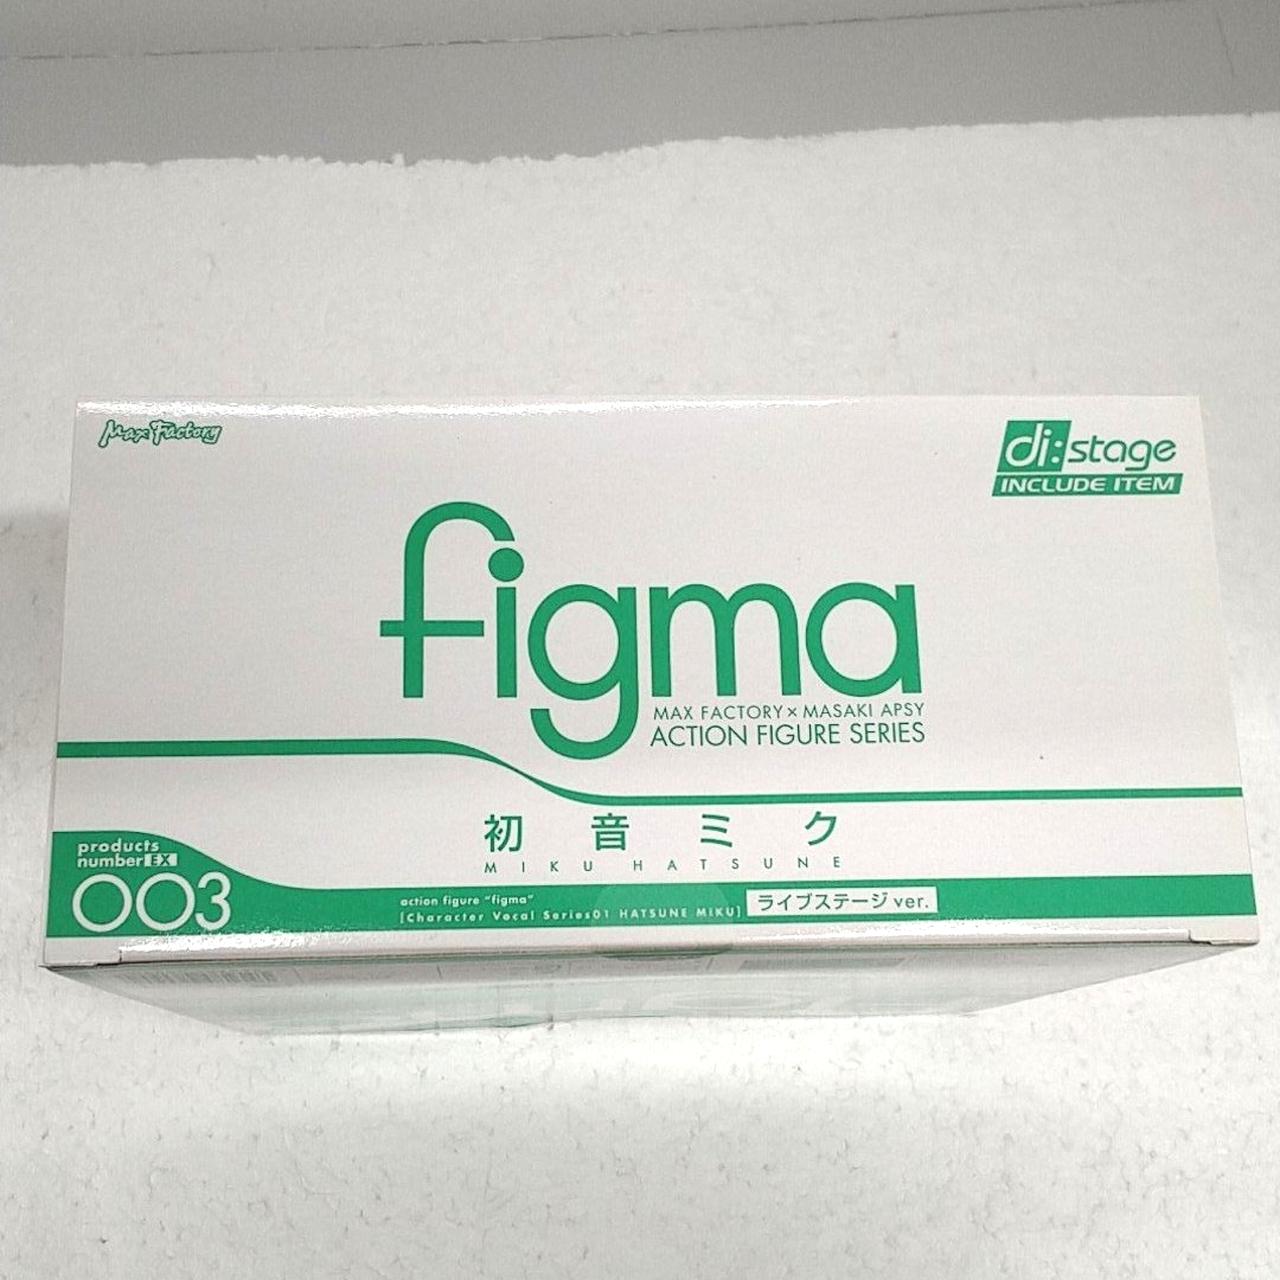 Max Factory
di:stage
INCLUDE ITEM
figma
MAX FACTORY×MASAKI APSY
ACTION FIGURE SERIES
初音ミク
MIKU HATSUNE
products
number EX
003
action figure "figma"
[Character Vocal Series01 HATSUNE MIKU]
ライブステージ ver.